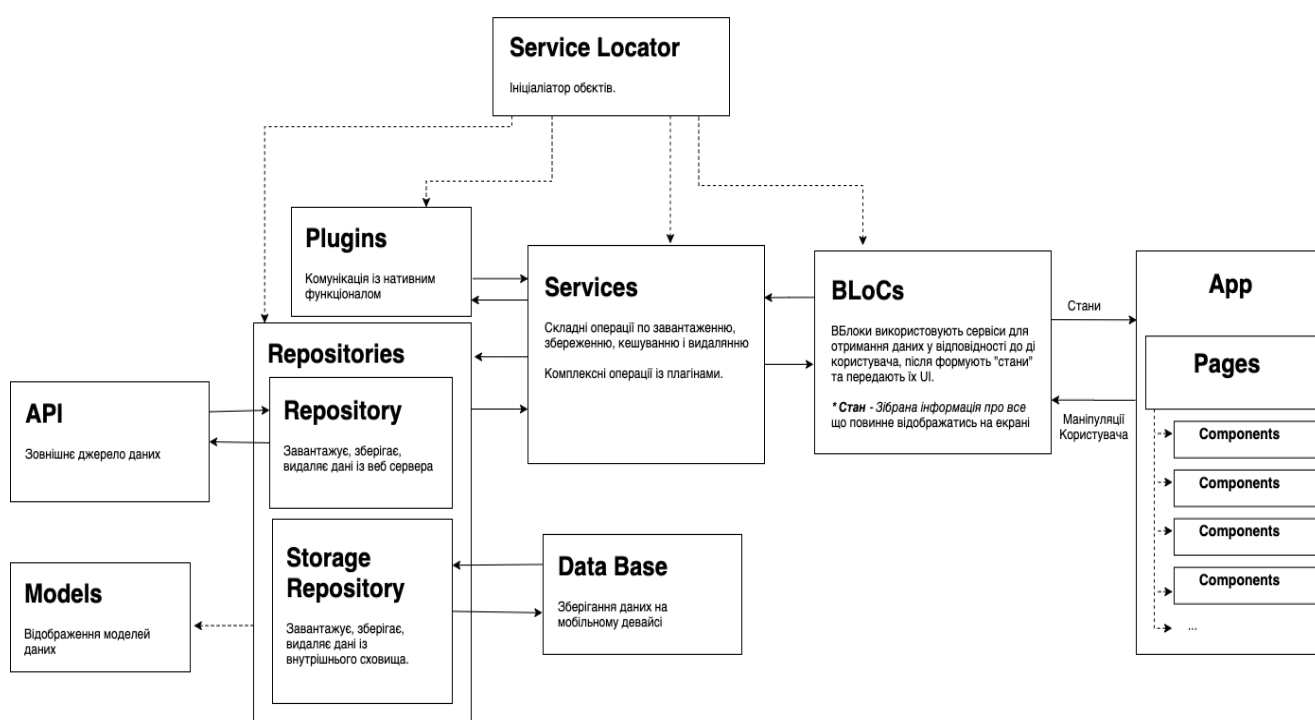 Service Locator
Ініціаліатор обєктів.
Plugins
Комунікація із нативним
функціоналом
Services
Складні операції по завантаженню,
збереженню, кешуванню і видалянню
Комплексні операції із плагінами.
BLoCs
ВБлоки використовують сервіси для
отримання даних у відповідності до ді
користувача, після формують "стани"
та передають їх UI.
* Стан - Зібрана інформація про все
що повинне відображатись на екрані
Стани
Маніпуляції
Користувача
App
Pages
Components
Components
Components
Components
...
Repositories
Repository
Завантажує, зберігає,
видаляє дані із веб сервера
API
Зовнішнє джерело даних
Storage
Repository
Завантажує, зберігає,
видаляє дані із
внутрішнього сховища.
Data Base
Зберігання даних на
мобільному девайсі
Models
Відображення моделей
даних